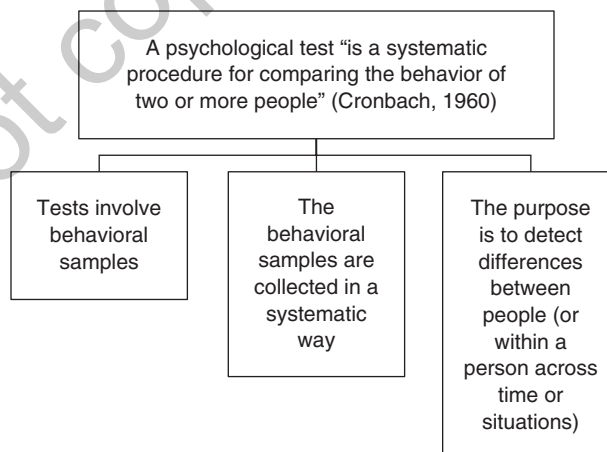 A psychological test “is a systematic
procedure for comparing the behavior of
two or more people” (Cronbach, 1960)
Tests involve
behavioral
samples
The
behavioral
samples are
collected in a
systematic
way
The purpose
is to detect
differences
between
people (or
within a
person across
time or
situations)